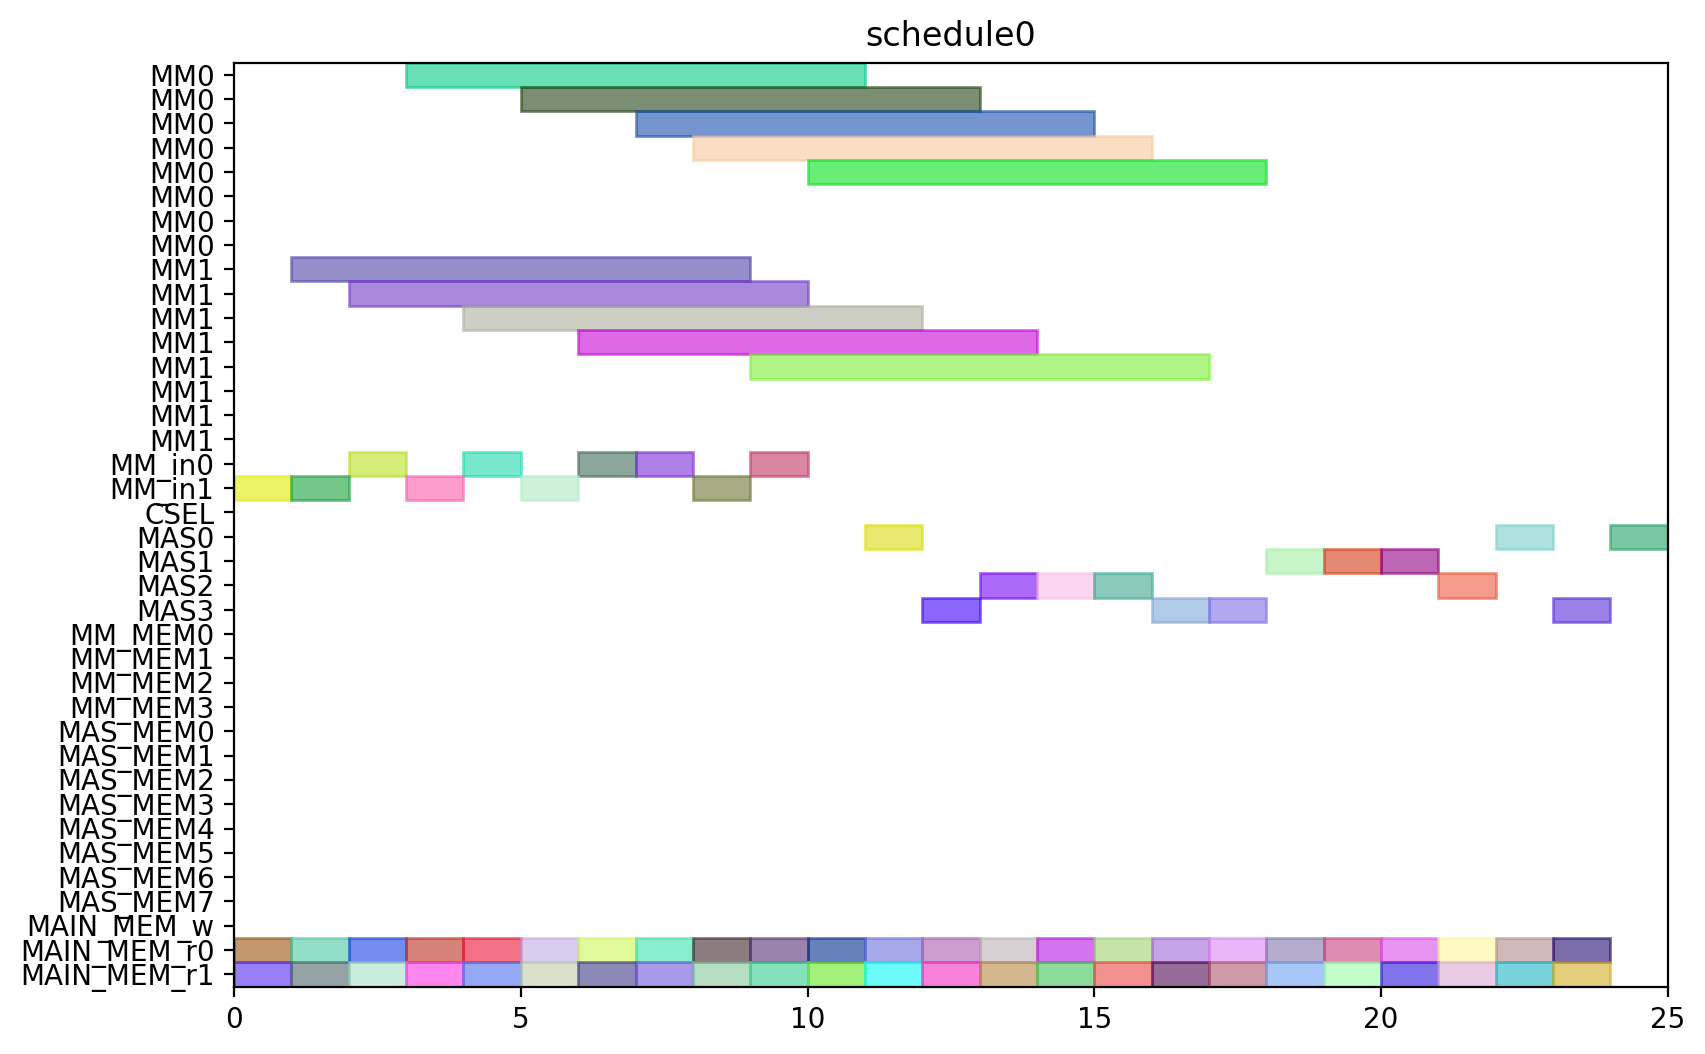 schedule0
MM0
MM0
MM0
MM0
MM0
MM0
MM0
MM0
MM1
MM1
MM1
MM1
MM1
MM1
MM1
MM1
MM_in0
MM_in1
CSEL
MAS0
MAS1
MAS2
MAS3
MM_MEM0
MM_MEM1
MM_MEM2
MM_MEM3
MAS_MEM0
MAS_MEM1
MAS_MEM2
MAS_MEM3
MAS_MEM4
MAS_MEM5
MAS_MEM6
MAS_MEM7
MAIN_MEM_w
MAIN_MEM_r0
MAIN_MEM_r1
0 5 10 15 20 25